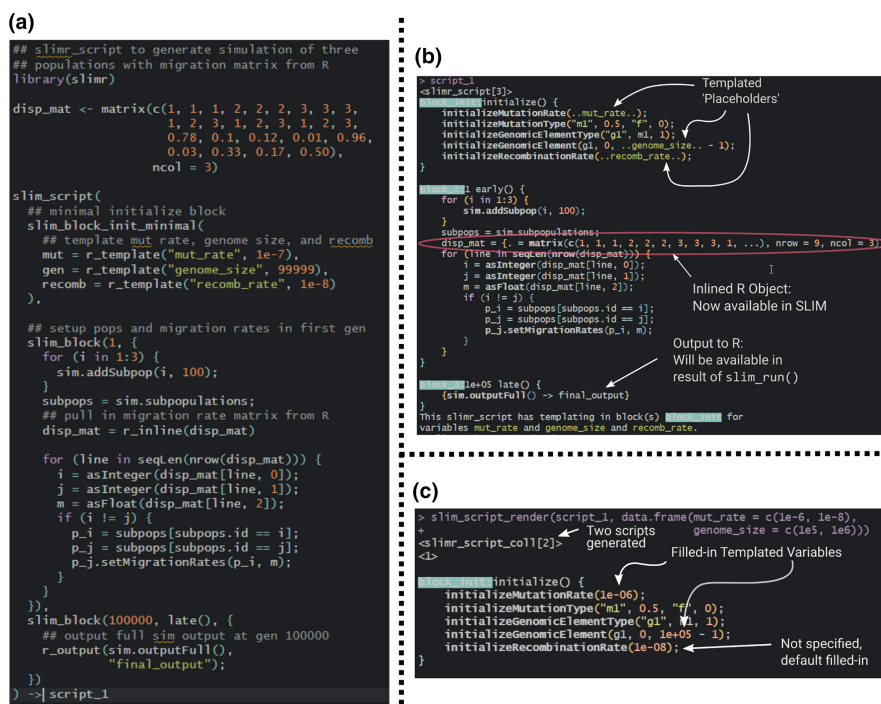 (a)
## slimr_script to generate simulation of three
## populations with migration matrix from R
library(slimr)
disp_mat <- matrix(c(1, 1, 1, 2, 2, 2, 3, 3, 3,
1, 2, 3, 1, 2, 3, 1, 2, 3,
0.78, 0.1, 0.12, 0.01, 0.96,
0.03, 0.33, 0.17, 0.50),
ncol = 3)
slim_script(
## minimal initialize block
slim_block_init_minimal(
## template mut rate, genome size, and recomb
mut = r_template("mut_rate", 1e-7),
gen = r_template("genome_size", 99999),
recomb = r_template("recomb_rate", 1e-8)
),
## setup pops and migration rates in first gen
slim_block(1, {
for (i in 1:3) {
sim.addSubpop(i, 100);
}
subpops = sim.subpopulations;
## pull in migration rate matrix from R
disp_mat = r_inline(disp_mat)
for (line in seqLen(nrow(disp_mat))) {
i = asInteger(disp_mat[line, 0]);
j = asInteger(disp_mat[line, 1]);
m = asFloat(disp_mat[line, 2]);
if (i != j) {
p_i = subpops[subpops.id == i];
p_j = subpops[subpops.id == j];
p_j.setMigrationRates(p_i, m);
}
}
}),
slim_block(100000, late(), {
## output full sim output at gen 100000
r_output(sim.outputFull(),
"final_output");
})
) -> script_1
(b)
> script_1
<slimr_script[3]>
block_init:initialize() {
initializeMutationRate(..mut_rate..);
initializeMutationType("m1", 0.5, "f", 0);
initializeGenomicElementType("g1", m1, 1);
initializeGenomicElement(g1, 0, ..genome_size.. - 1);
initializeRecombinationRate(..recomb_rate..);
}
Templated
'Placeholders'
block_2:1 early() {
for (i in 1:3) {
sim.addSubpop(i, 100);
}
subpops = sim.subpopulations;
disp_mat = {. = matrix(c(1, 1, 1, 2, 2, 2, 3, 3, 3, 1, ...), nrow = 9, ncol = 3)
for (line in seqLen(nrow(disp_mat))) {
i = asInteger(disp_mat[line, 0]);
j = asInteger(disp_mat[line, 1]);
m = asFloat(disp_mat[line, 2]);
if (i != j) {
p_i = subpops[subpops.id == i];
p_j = subpops[subpops.id == j];
p_j.setMigrationRates(p_i, m);
}
}
}
Inlined R Object:
Now available in SLIM
Output to R:
Will be available in
result of slim_run()
block_3:1e+05 late() {
{sim.outputFull() -> final_output}
}
This slimr_script has templating in block(s) block_init for
variables mut_rate and genome_size and recomb_rate.
(c)
> slim_script_render(script_1, data.frame(mut_rate = c(1e-6, 1e-8),
+ genome_size = c(1e5, 1e6)))
<slimr_script_coll[2]>
<1>
Two scripts
generated
Filled-in Templated Variables
block_init:initialize() {
initializeMutationRate(1e-06);
initializeMutationType("m1", 0.5, "f", 0);
initializeGenomicElementType("g1", m1, 1);
initializeGenomicElement(g1, 0, 1e+05 - 1);
initializeRecombinationRate(1e-08);
}
Not specified,
default filled-in